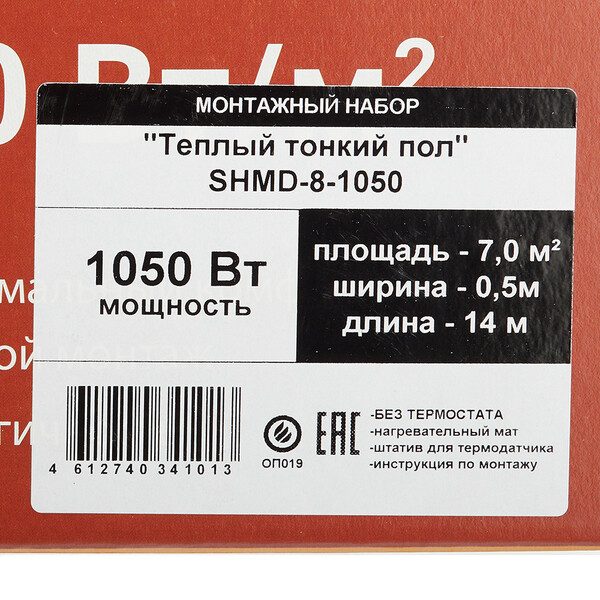 0 Вт/м²
МОНТАЖНЫЙ НАБОР
"Теплый тонкий пол"
SHMD-8-1050
1050 Вт
МОЩНОСТЬ
площадь - 7,0 м²
ширина - 0,5м
длина - 14 м
4 612740 341013
ОП019
EAC
-БЕЗ ТЕРМОСТАТА
-нагревательный мат
-штатив для термодатчика
-инструкция по монтажу